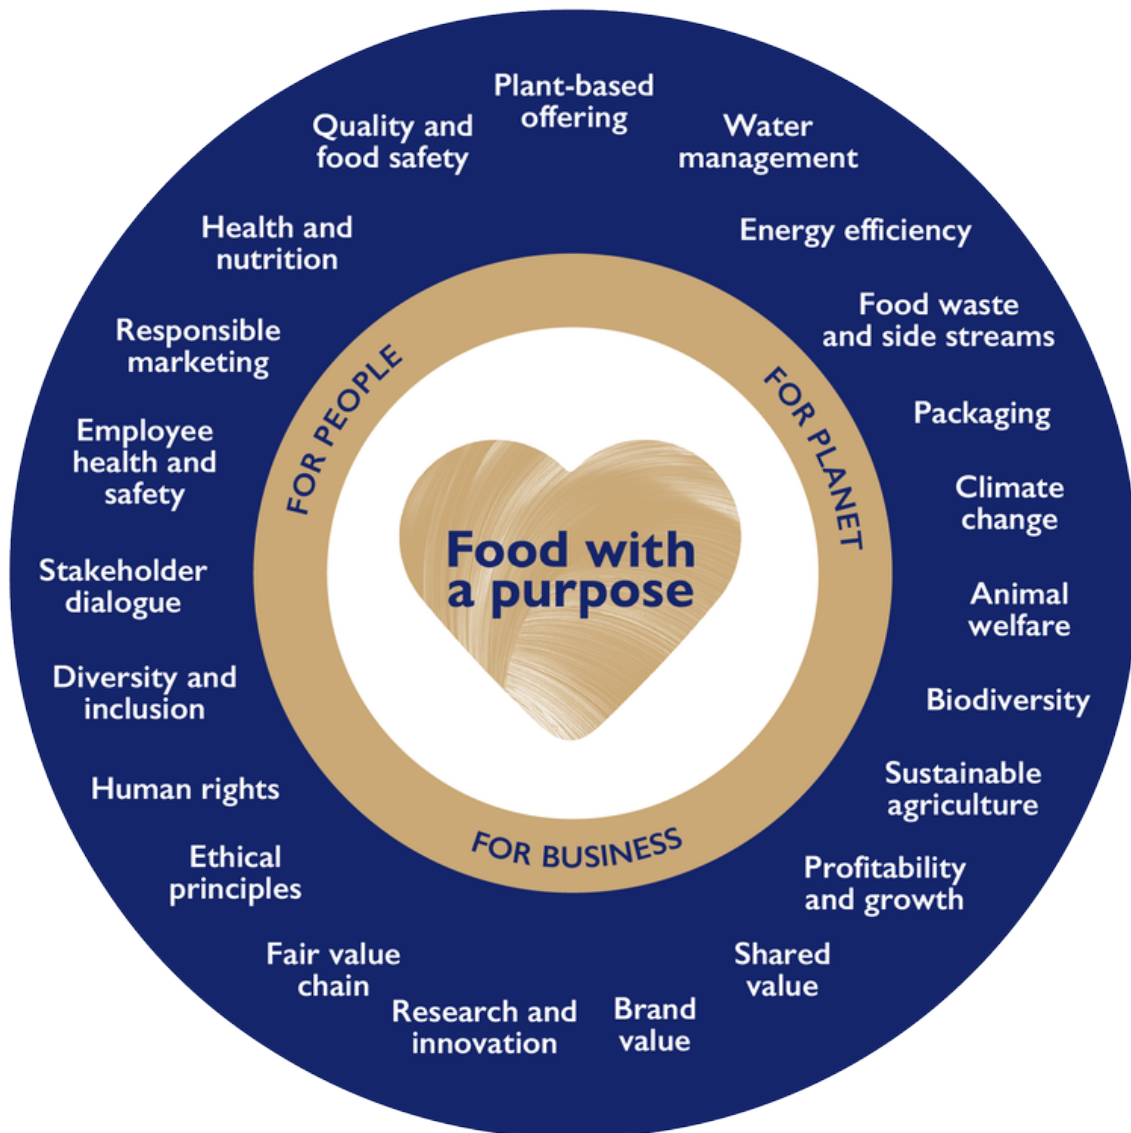 Plant-based
offering
Water
management
Energy efficiency
Food waste
and side streams
Packaging
Climate
change
Animal
welfare
Biodiversity
Sustainable
agriculture
Profitability
and growth
Shared
value
Brand
value
Research and
innovation
Fair value
chain
Ethical
principles
Human rights
Diversity and
inclusion
Stakeholder
dialogue
Employee
health and
safety
Responsible
marketing
Health and
nutrition
Quality and
food safety
FOR PEOPLE
FOR PLANET
FOR BUSINESS
Food with
a purpose